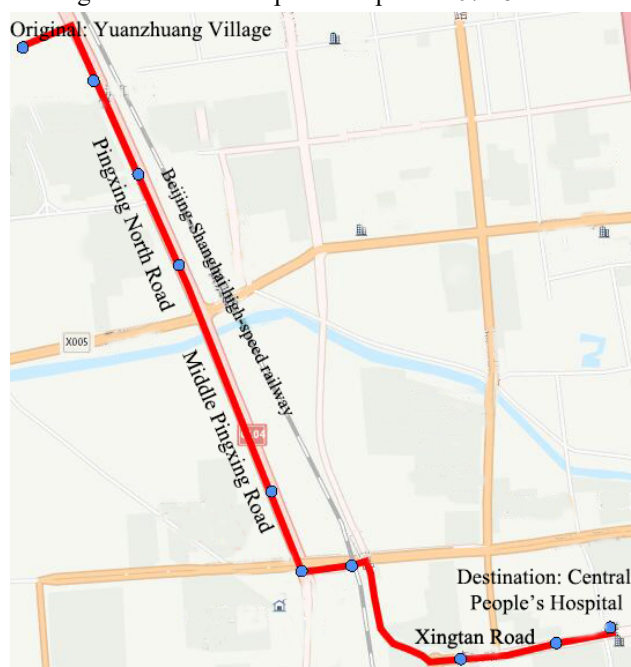 Original: Yuanzhuang Village
Pingxing North Road
Beijing-Shanghai high-speed railway
X005
Middle Pingxing Road
Destination: Central
People's Hospital
Xingtan Road